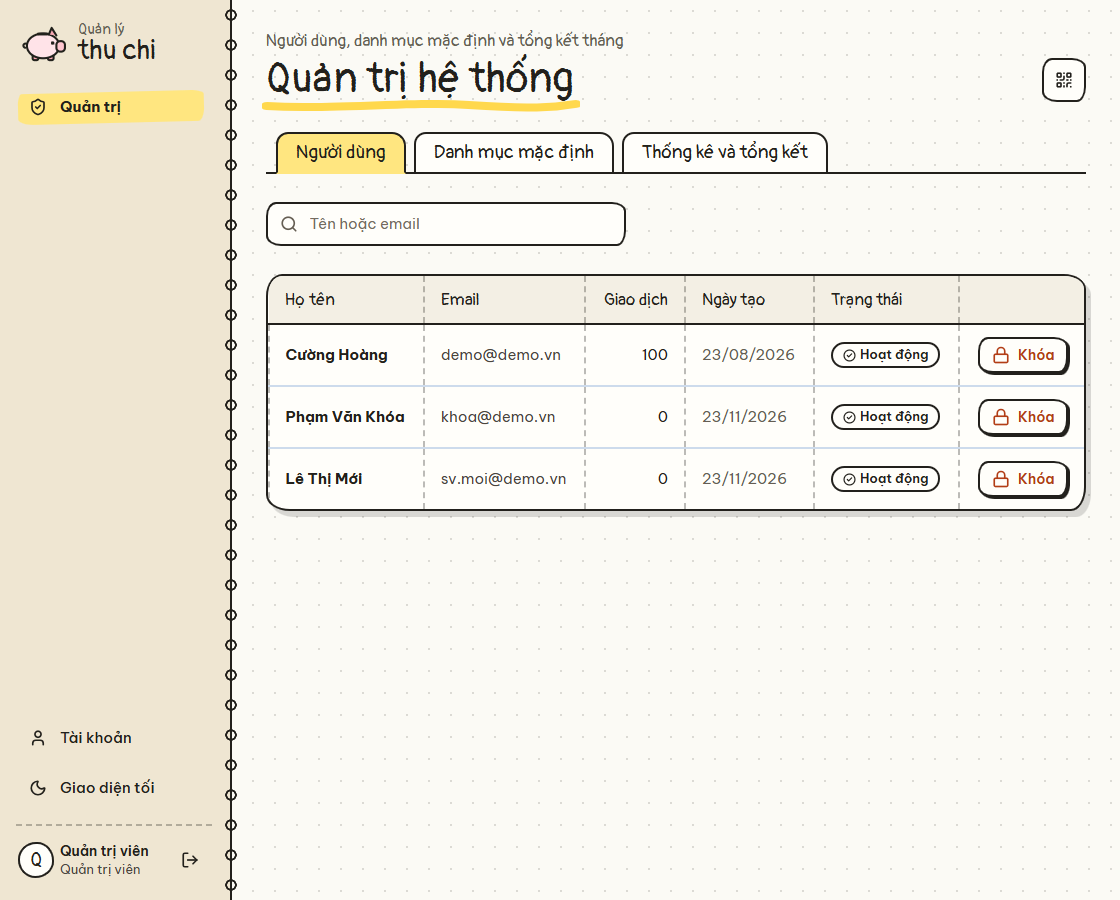 Quản lý
thu chi
Quản trị
Tài khoản
Giao diện tối
Q
Quản trị viên
Quản trị viên
Người dùng, danh mục mặc định và tổng kết tháng
Quản trị hệ thống
Người dùng
Danh mục mặc định
Thống kê và tổng kết
Tên hoặc email
Họ tên Email Giao dịch Ngày tạo Trạng thái
Cường Hoàng demo@demo.vn 100 23/08/2026 Hoạt động Khóa
Phạm Văn Khóa khoa@demo.vn 0 23/11/2026 Hoạt động Khóa
Lê Thị Mới sv.moi@demo.vn 0 23/11/2026 Hoạt động Khóa